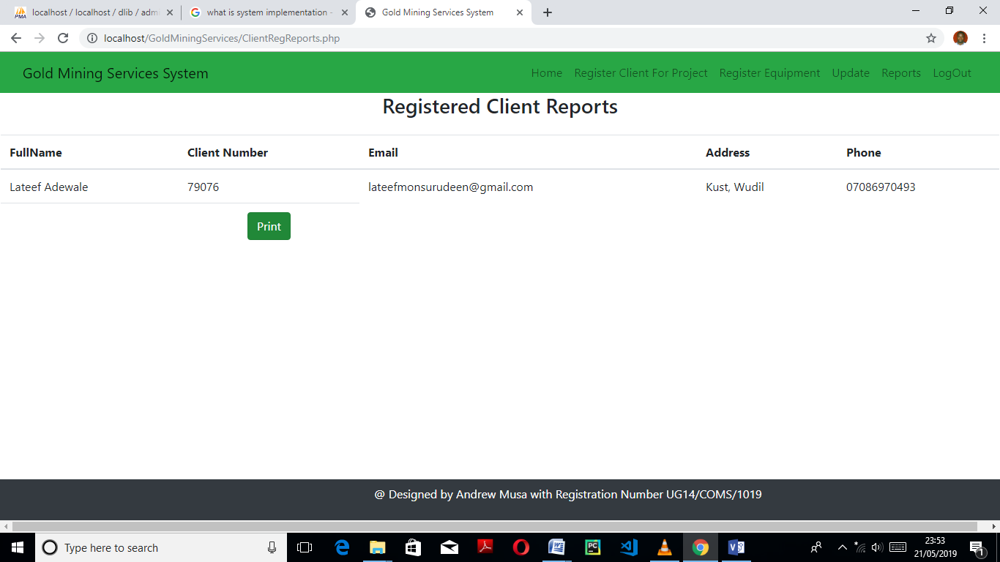 localhost / localhost / dlib / adm
what is system implementation -
Gold Mining Services System
localhost/GoldMiningServices/ClientRegReports.php
Gold Mining Services System
Home Register Client For Project Register Equipment Update Reports LogOut
Registered Client Reports
FullName Client Number Email Address Phone
Lateef Adewale 79076 lateefmonsurudeen@gmail.com Kust, Wudil 07086970493
Print
@ Designed by Andrew Musa with Registration Number UG14/COMS/1019
Type here to search
23:53
21/05/2019
1
PMA
PC